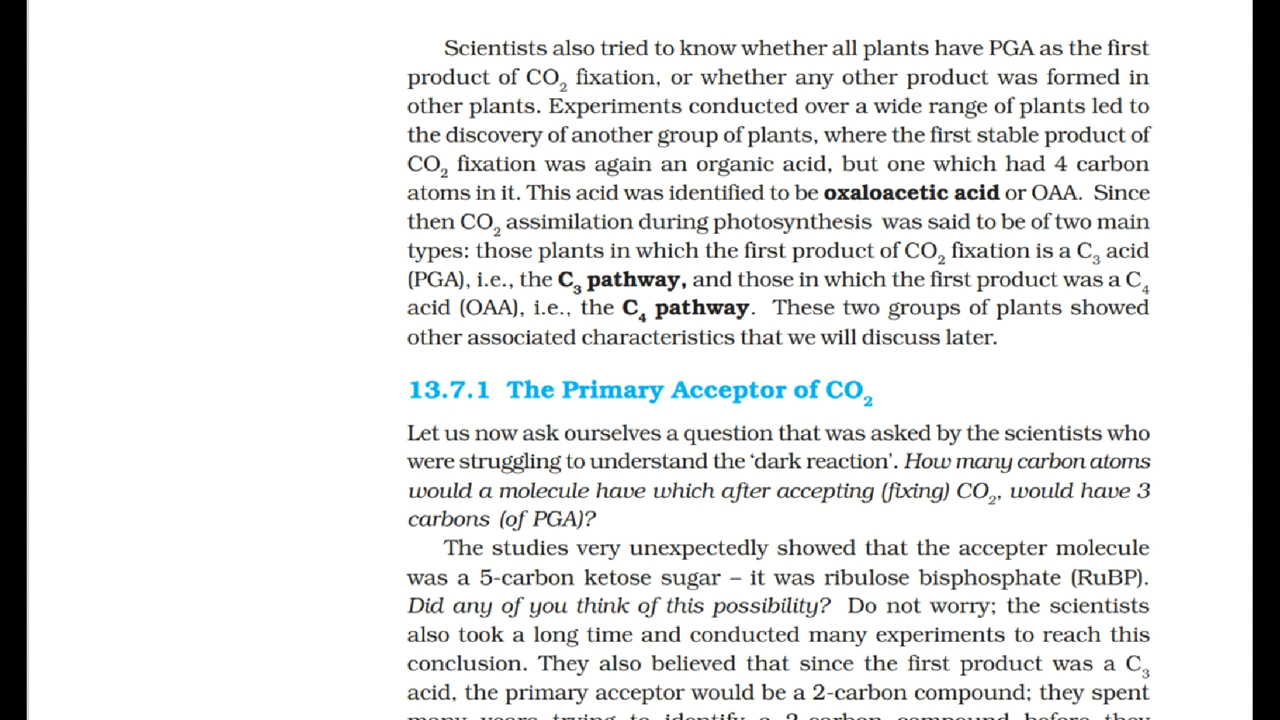 Scientists also tried to know whether all plants have PGA as the first
product of CO₂ fixation, or whether any other product was formed in
other plants. Experiments conducted over a wide range of plants led to
the discovery of another group of plants, where the first stable product of
CO₂ fixation was again an organic acid, but one which had 4 carbon
atoms in it. This acid was identified to be oxaloacetic acid or OAA. Since
then CO₂ assimilation during photosynthesis was said to be of two main
types: those plants in which the first product of CO₂ fixation is a C₃ acid
(PGA), i.e., the C₃ pathway, and those in which the first product was a C₄
acid (OAA), i.e., the C₄ pathway. These two groups of plants showed
other associated characteristics that we will discuss later.
13.7.1 The Primary Acceptor of CO₂
Let us now ask ourselves a question that was asked by the scientists who
were struggling to understand the ‘dark reaction’. How many carbon atoms
would a molecule have which after accepting (fixing) CO₂, would have 3
carbons (of PGA)?
The studies very unexpectedly showed that the accepter molecule
was a 5-carbon ketose sugar – it was ribulose bisphosphate (RuBP).
Did any of you think of this possibility? Do not worry; the scientists
also took a long time and conducted many experiments to reach this
conclusion. They also believed that since the first product was a C₃
acid, the primary acceptor would be a 2-carbon compound; they spent
many years trying to identify a 2-carbon compound before they